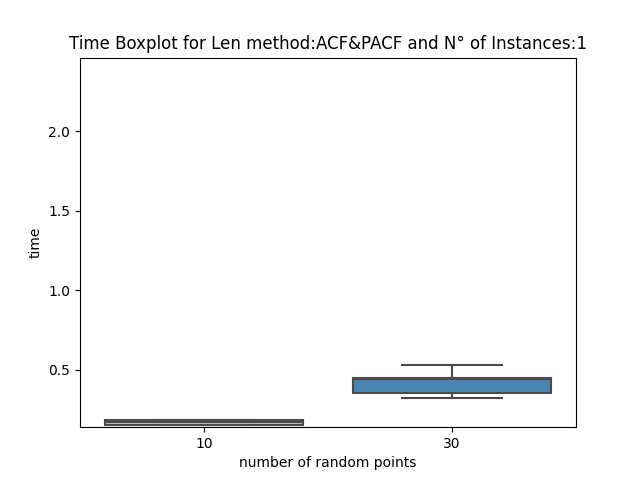 Time Boxplot for Len method:ACF&PACF and N° of Instances:1
2.0
1.5
1.0
0.5
time
10 30
number of random points